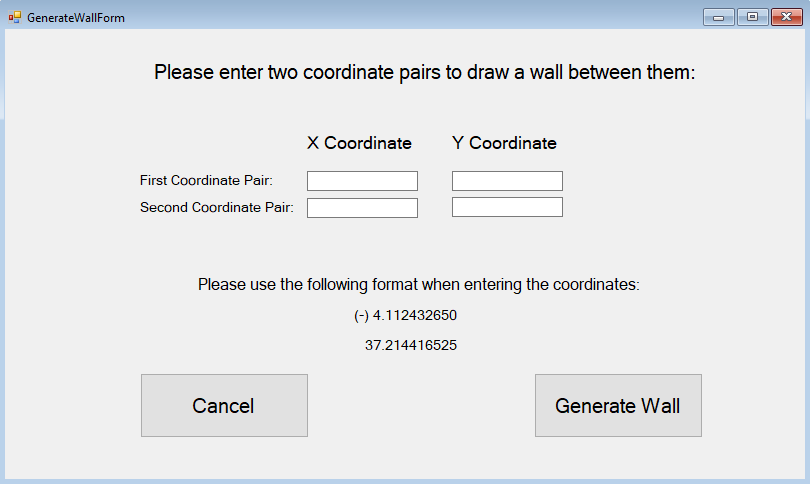 GenerateWallForm
Please enter two coordinate pairs to draw a wall between them:
X Coordinate Y Coordinate
First Coordinate Pair:
Second Coordinate Pair:
Please use the following format when entering the coordinates:
(-) 4.112432650
37.214416525
Cancel Generate Wall